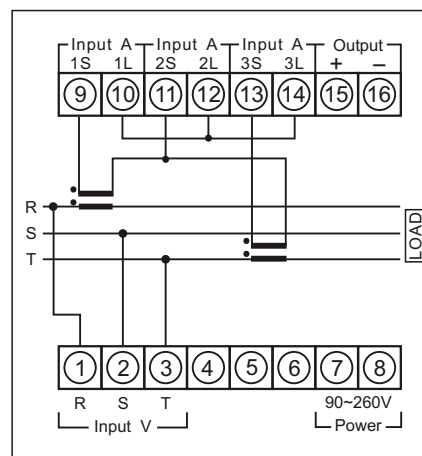 Input A Input A Input A Output
1S 1L 2S 2L 3S 3L + −
9 10 11 12 13 14 15 16
R
S
T
LOAD
1 2 3 4 5 6 7 8
R S T 90~260V
Input V Power